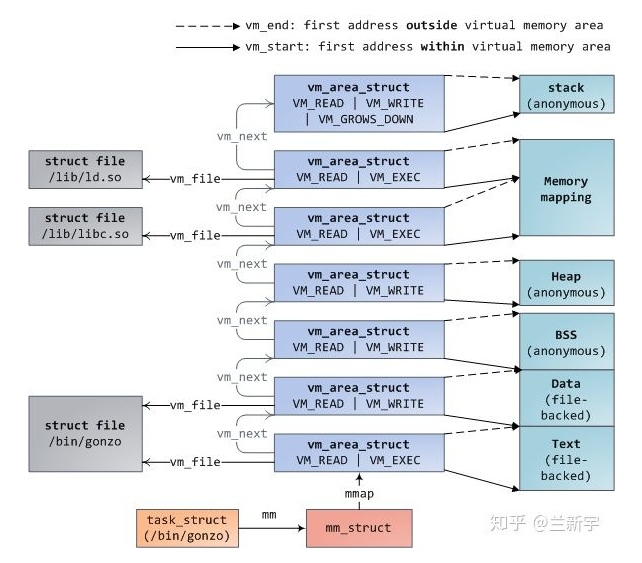 vm_end: first address outside virtual memory area
vm_start: first address within virtual memory area
vm_area_struct
VM_READ | VM_WRITE
| VM_GROWS_DOWN
stack
(anonymous)
vm_next
struct file
/lib/ld.so
vm_file
vm_area_struct
VM_READ | VM_EXEC
Memory
mapping
vm_next
struct file
/lib/libc.so
vm_file
vm_area_struct
VM_READ | VM_EXEC
vm_next
vm_area_struct
VM_READ | VM_WRITE
Heap
(anonymous)
vm_next
vm_area_struct
VM_READ | VM_WRITE
BSS
(anonymous)
vm_next
struct file
/bin/gonzo
vm_file
vm_area_struct
VM_READ | VM_WRITE
Data
(file-
backed)
vm_next
vm_file
vm_area_struct
VM_READ | VM_EXEC
Text
(file-
backed)
mmap
task_struct
(/bin/gonzo)
mm
mm_struct
知乎 @兰新宇